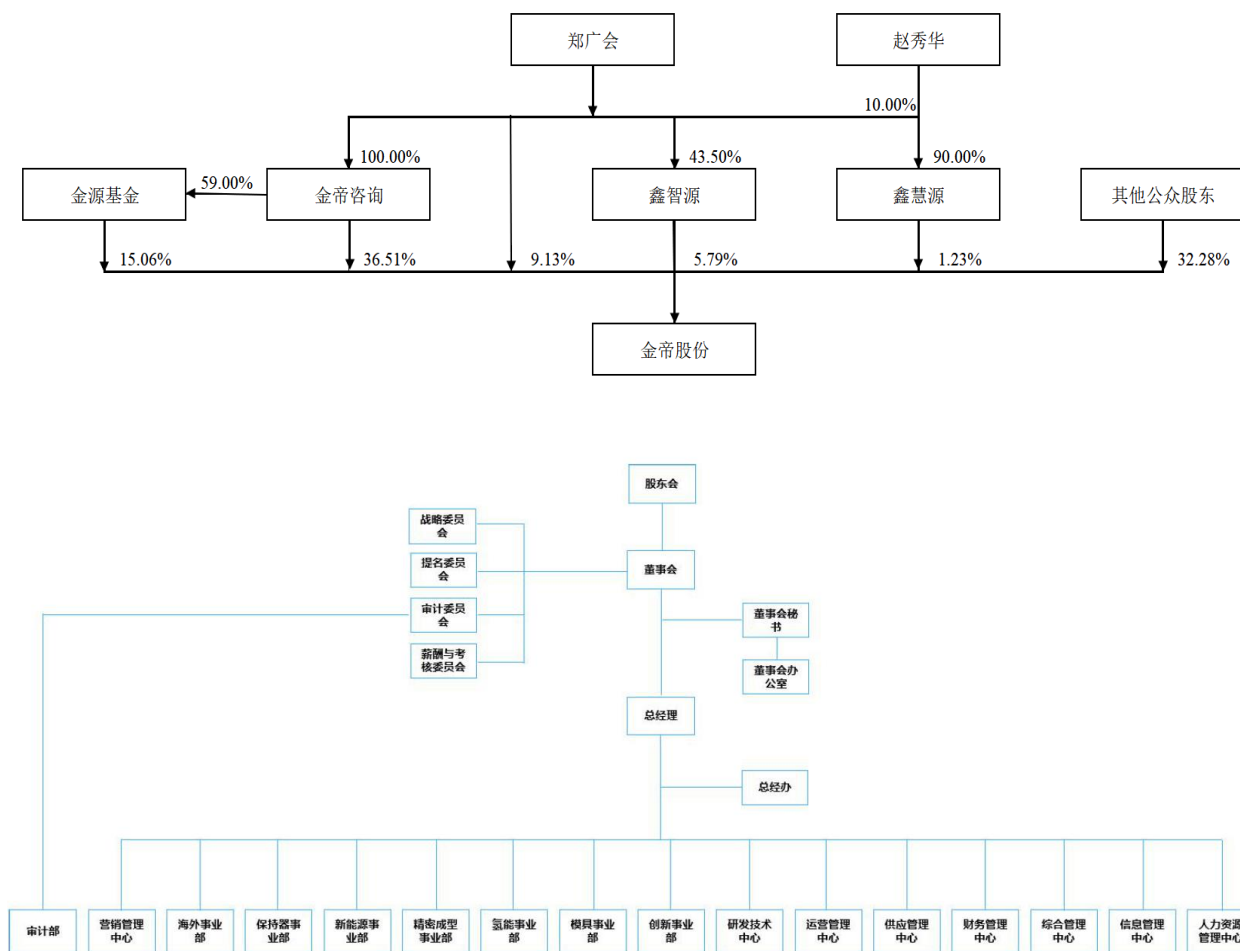 郑广会
赵秀华
10.00%
100.00%
43.50%
90.00%
金源基金
59.00%
金帝咨询
鑫智源
鑫慧源
其他公众股东
15.06%
36.51%
9.13%
5.79%
1.23%
32.28%
金帝股份
股东会
战略委员
会
提名委员
会
董事会
审计委员
会
董事会秘
书
薪酬与考
核委员会
董事会办
公室
总经理
总经办
审计部
营销管理
中心
海外事业
部
保持器事
业部
新能源事
业部
精密成型
事业部
氢能事业
部
模具事业
部
创新事业
部
研发技术
中心
运营管理
中心
供应管理
中心
财务管理
中心
综合管理
中心
信息管理
中心
人力资源
管理中心